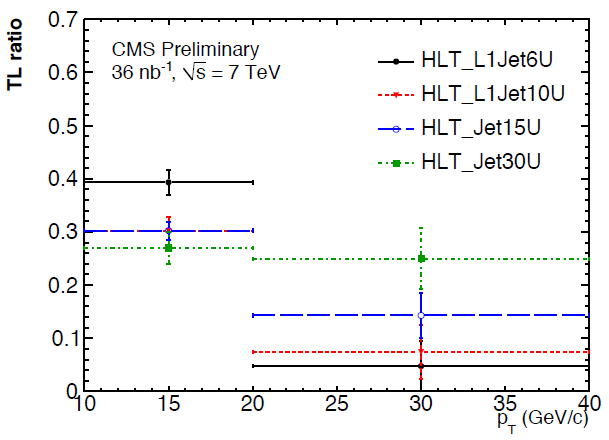 TL ratio
0.7
0.6
0.5
0.4
0.3
0.2
0.1
0
CMS Preliminary
36 nb⁻¹, √s = 7 TeV
HLT_L1Jet6U
HLT_L1Jet10U
HLT_Jet15U
HLT_Jet30U
10 15 20 25 30 35 40
p_T (GeV/c)